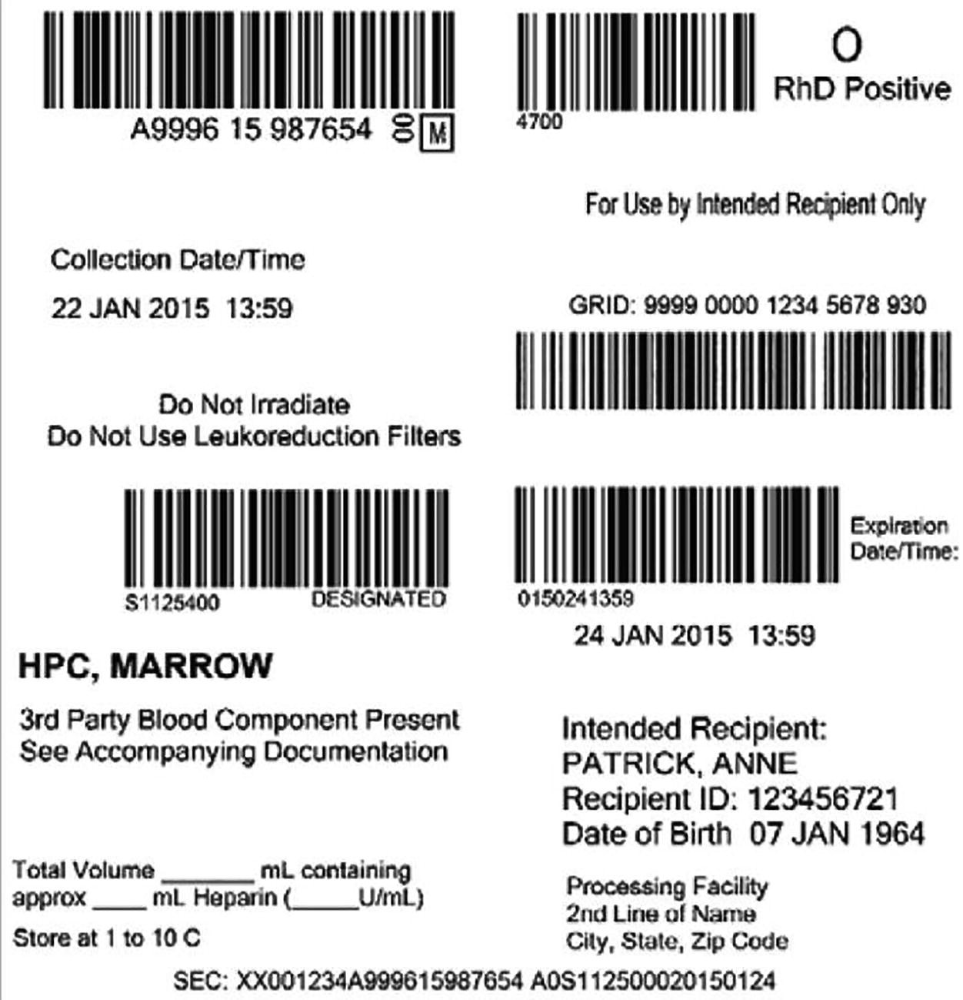 A9996 15 987654 00 M
4700
O
RhD Positive
For Use by Intended Recipient Only
Collection Date/Time
22 JAN 2015 13:59
GRID: 9999 0000 1234 5678 930
Do Not Irradiate
Do Not Use Leukoreduction Filters
S1125400 DESIGNATED
0150241359
Expiration
Date/Time:
24 JAN 2015 13:59
HPC, MARROW
3rd Party Blood Component Present
See Accompanying Documentation
Intended Recipient:
PATRICK, ANNE
Recipient ID: 123456721
Date of Birth 07 JAN 1964
Total Volume _______ mL containing
approx ____ mL Heparin (_____U/mL)
Store at 1 to 10 C
Processing Facility
2nd Line of Name
City, State, Zip Code
SEC: XX001234A999615987654 A0S112500020150124